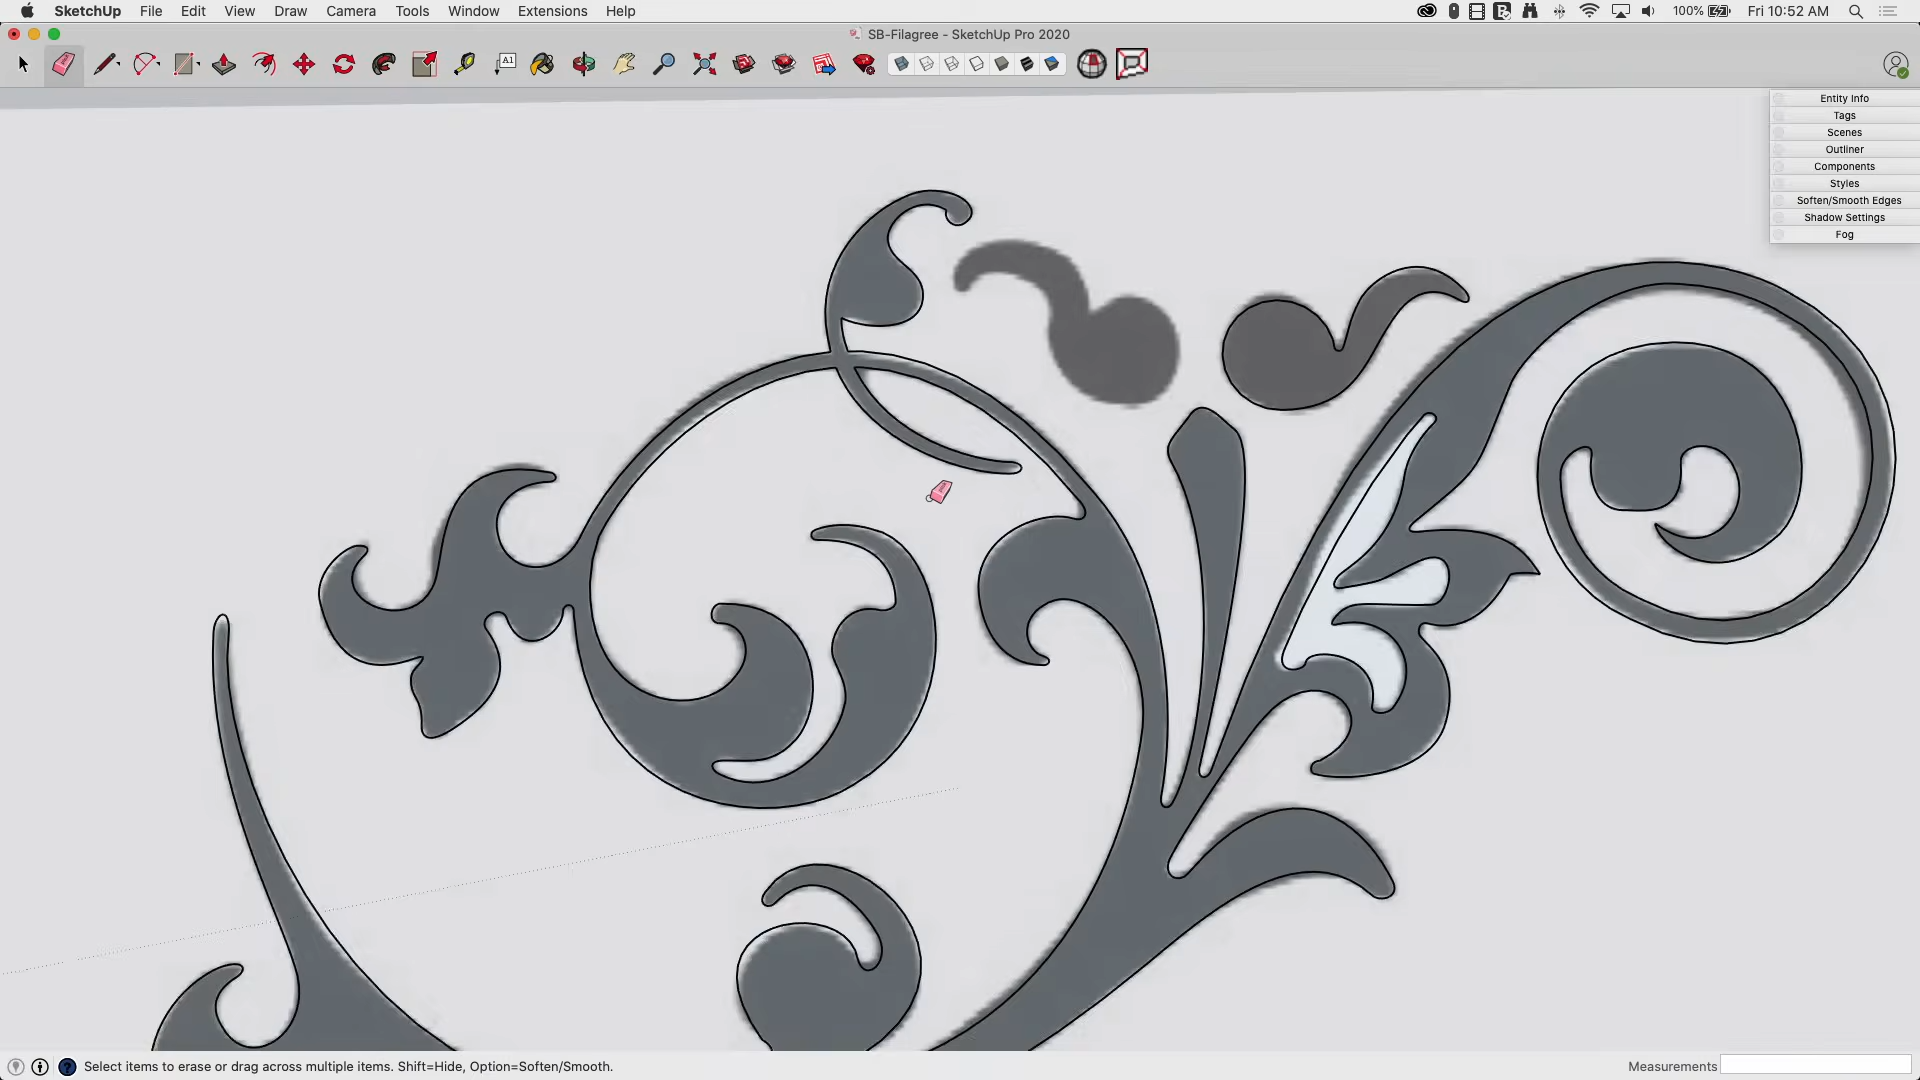 SketchUp File Edit View Draw Camera Tools Window Extensions Help 100% Fri 10:52 AM
SB-Filagree - SketchUp Pro 2020
A1
Entity Info
Tags
Scenes
Outliner
Components
Styles
Soften/Smooth Edges
Shadow Settings
Fog
Select items to erase or drag across multiple items. Shift=Hide, Option=Soften/Smooth. Measurements